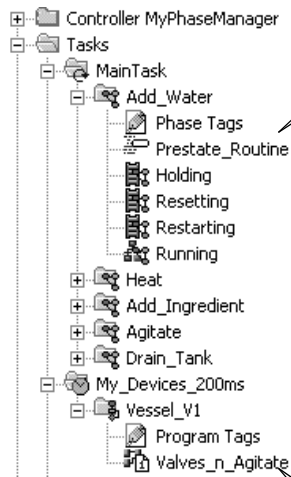 Controller MyPhaseManager
Tasks
MainTask
Add_Water
Phase Tags
Prestate_Routine
Holding
Resetting
Restarting
Running
Heat
Add_Ingredient
Agitate
Drain_Tank
My_Devices_200ms
Vessel_V1
Program Tags
Valves_n_Agitate